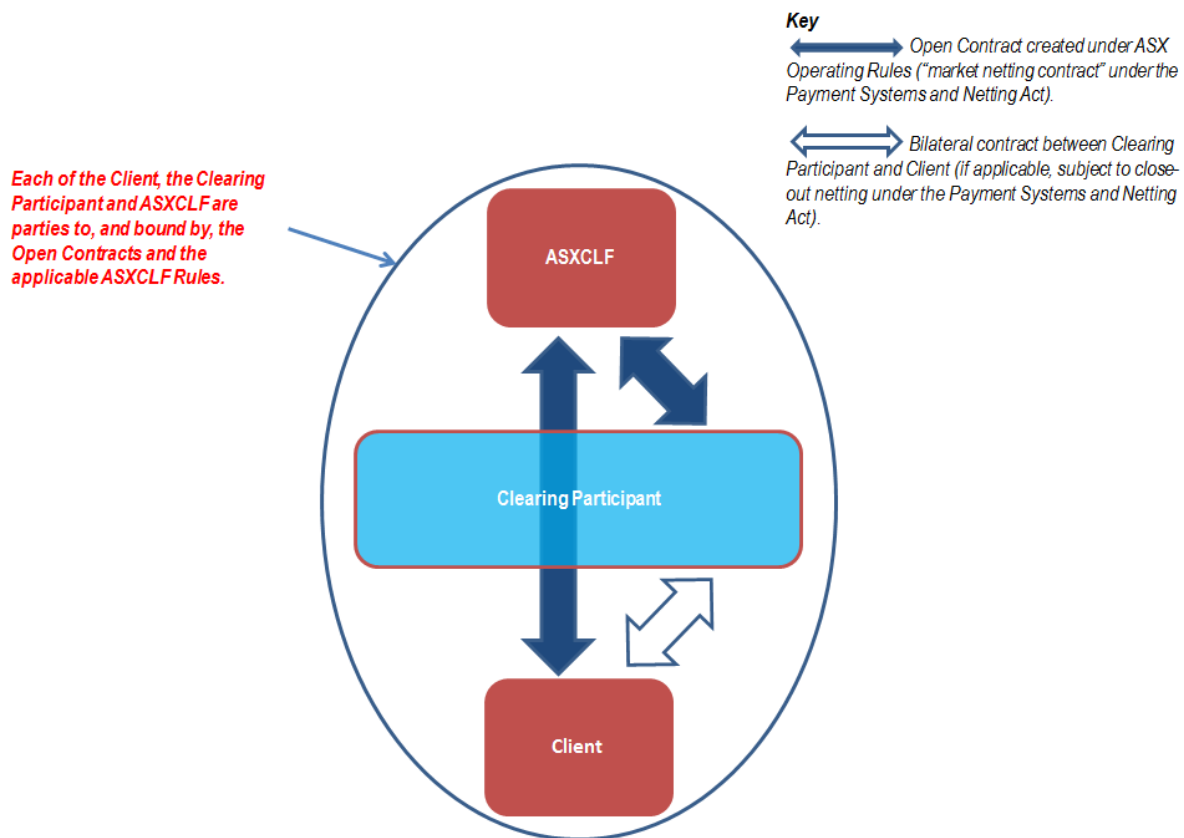 Key
Open Contract created under ASX
Operating Rules (“market netting contract” under the
Payment Systems and Netting Act).
Bilateral contract between Clearing
Participant and Client (if applicable, subject to close-
out netting under the Payment Systems and Netting
Act).
Each of the Client, the Clearing
Participant and ASXCLF are
parties to, and bound by, the
Open Contracts and the
applicable ASXCLF Rules.
ASXCLF
Clearing Participant
Client